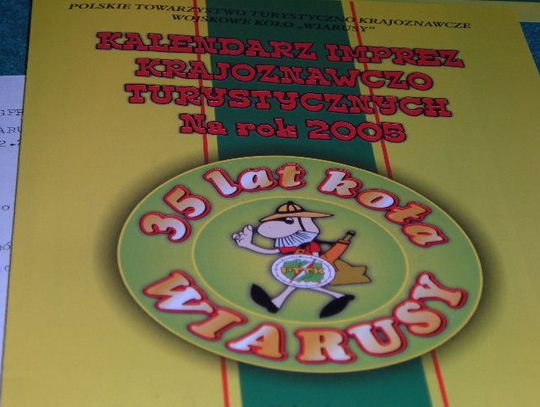 POLSKIE TOWARZYSTWO TURYSTYCZNO KRAJOZNAWCZE
WOJSKOWE KOŁO „WIARUSY"
KALENDARZ IMPREZ
KRAJOZNAWCZO
TURYSTYCZNYCH
Na rok 2005
35 lat koła
PTTK
WIARUSY